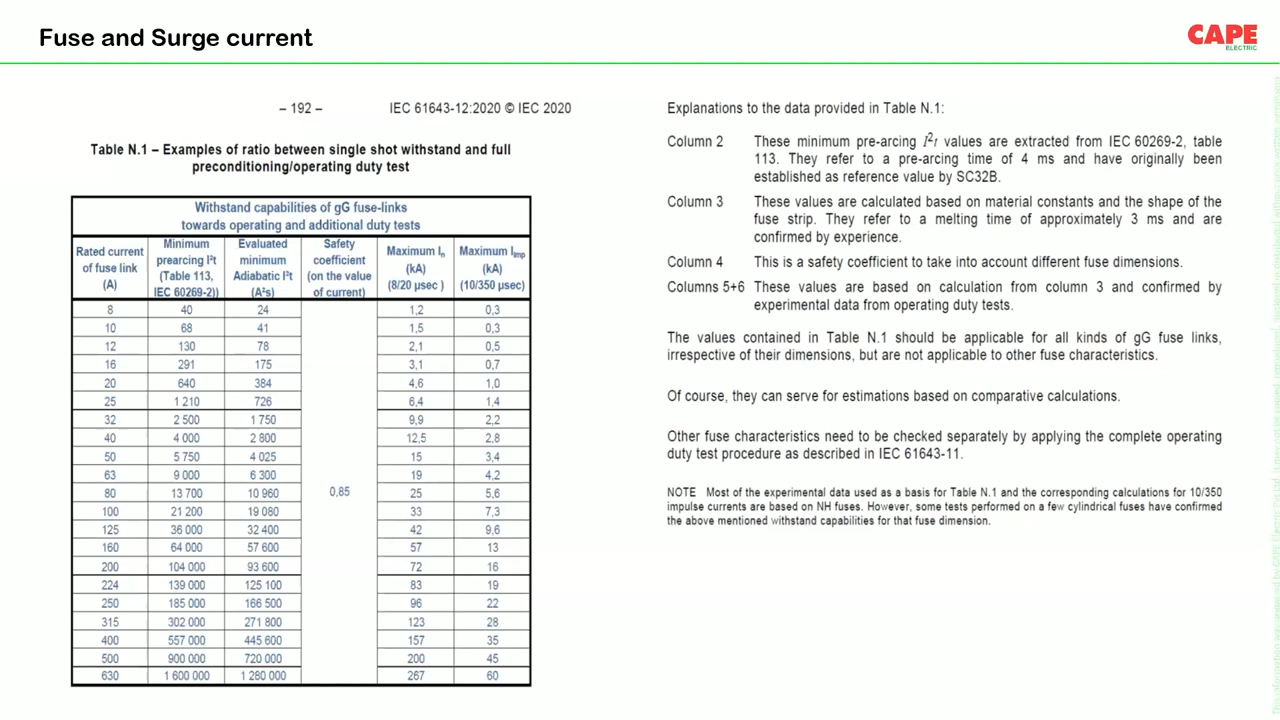 Fuse and Surge current
CAPE
ELECTRIC
– 192 –
IEC 61643-12:2020 © IEC 2020
Table N.1 – Examples of ratio between single shot withstand and full
preconditioning/operating duty test
Withstand capabilities of gG fuse-links
towards operating and additional duty tests
Rated current of fuse link (A) | Minimum prearcing I²t (Table 113, IEC 60269-2)) | Evaluated minimum Adiabatic I²t (A²s) | Safety coefficient (on the value of current) | Maximum In (kA) (8/20 µsec ) | Maximum Iimp (kA) (10/350 µsec)
8 40 24 1,2 0,3
10 68 41 1,5 0,3
12 130 78 2,1 0,5
16 291 175 3,1 0,7
20 640 384 4,6 1,0
25 1 210 726 6,4 1,4
32 2 500 1 750 9,9 2,2
40 4 000 2 800 12,5 2,8
50 5 750 4 025 15 3,4
63 9 000 6 300 19 4,2
80 13 700 10 960 0,85 25 5,6
100 21 200 19 080 33 7,3
125 36 000 32 400 42 9,6
160 64 000 57 600 57 13
200 104 000 93 600 72 16
224 139 000 125 100 83 19
250 185 000 166 500 96 22
315 302 000 271 800 123 28
400 557 000 445 600 157 35
500 900 000 720 000 200 45
630 1 600 000 1 280 000 267 60
Explanations to the data provided in Table N.1:
Column 2 These minimum pre-arcing I²t values are extracted from IEC 60269-2, table
113. They refer to a pre-arcing time of 4 ms and have originally been
established as reference value by SC32B.
Column 3 These values are calculated based on material constants and the shape of the
fuse strip. They refer to a melting time of approximately 3 ms and are
confirmed by experience.
Column 4 This is a safety coefficient to take into account different fuse dimensions.
Columns 5+6 These values are based on calculation from column 3 and confirmed by
experimental data from operating duty tests.
The values contained in Table N.1 should be applicable for all kinds of gG fuse links,
irrespective of their dimensions, but are not applicable to other fuse characteristics.
Of course, they can serve for estimations based on comparative calculations.
Other fuse characteristics need to be checked separately by applying the complete operating
duty test procedure as described in IEC 61643-11.
NOTE Most of the experimental data used as a basis for Table N.1 and the corresponding calculations for 10/350
impulse currents are based on NH fuses. However, some tests performed on a few cylindrical fuses have confirmed
the above mentioned withstand capabilities for that fuse dimension.